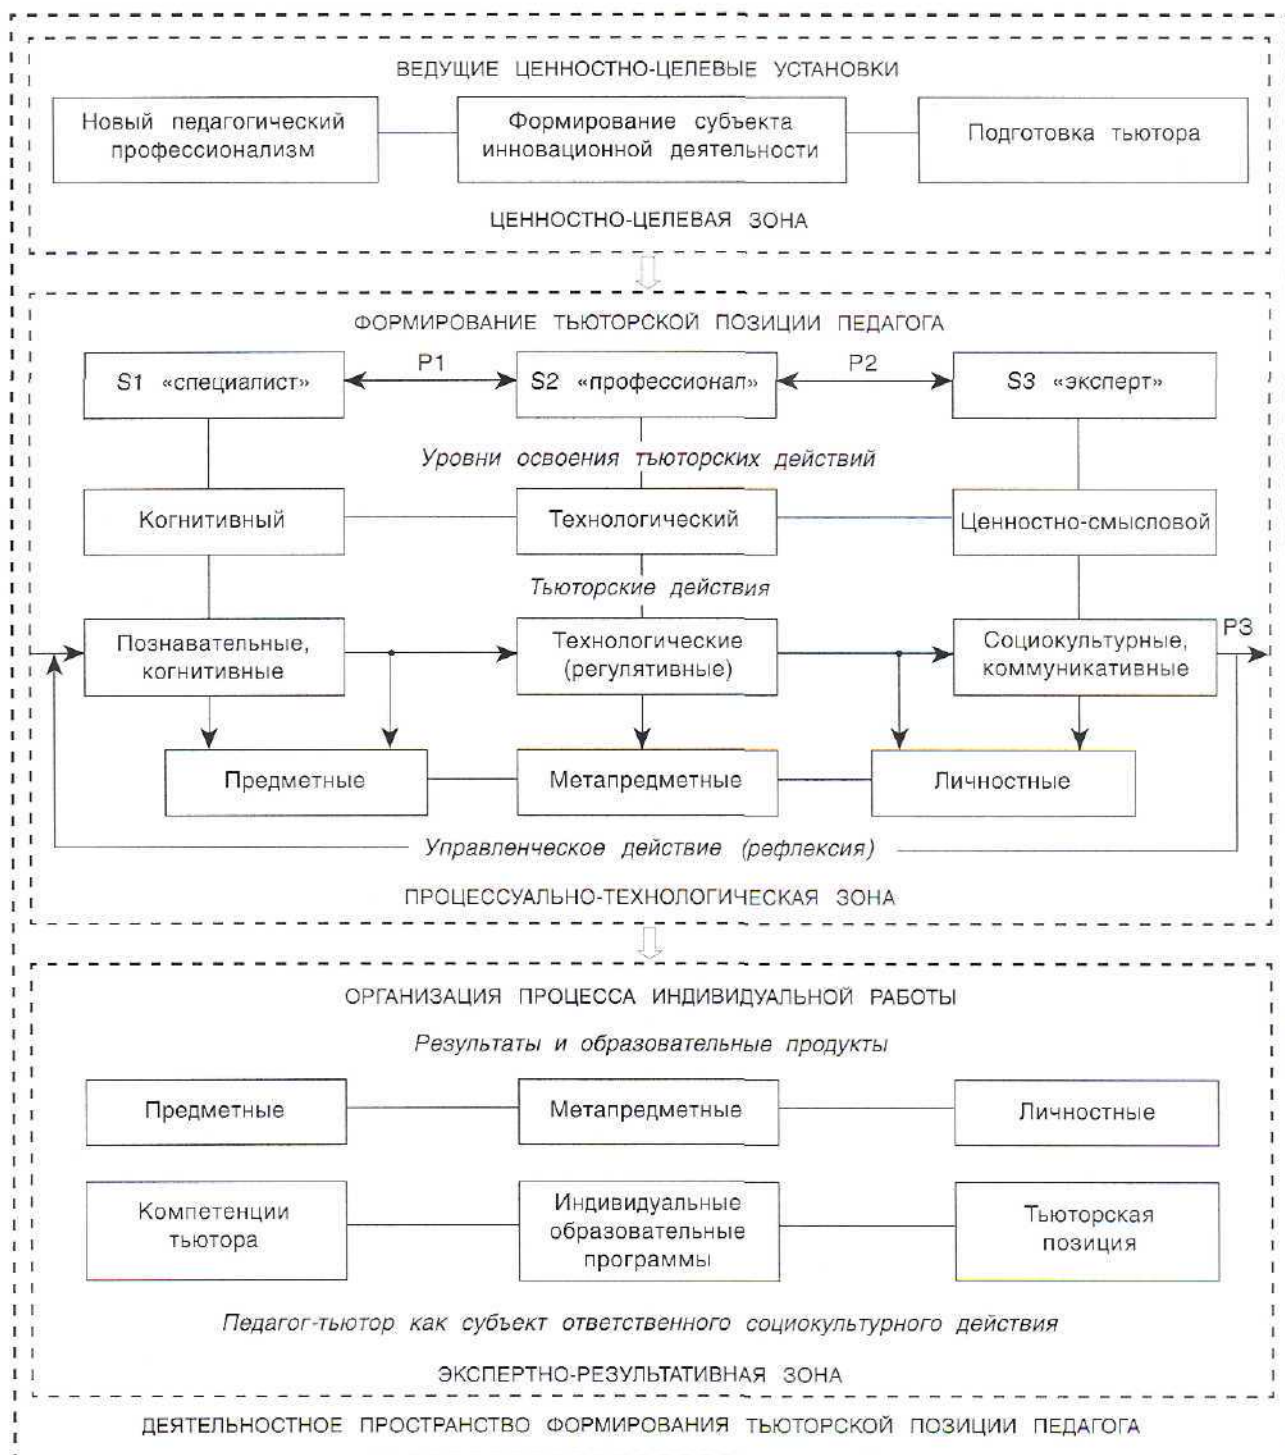 ВЕДУЩИЕ ЦЕННОСТНО-ЦЕЛЕВЫЕ УСТАНОВКИ
Новый педагогический
профессионализм
Формирование субъекта
инновационной деятельности
Подготовка тьютора
ЦЕННОСТНО-ЦЕЛЕВАЯ ЗОНА
ФОРМИРОВАНИЕ ТЬЮТОРСКОЙ ПОЗИЦИИ ПЕДАГОГА
S1 «специалист»
P1
S2 «профессионал»
P2
S3 «эксперт»
Уровни освоения тьюторских действий
Когнитивный
Технологический
Ценностно-смысловой
Тьюторские действия
Познавательные,
когнитивные
Технологические
(регулятивные)
Социокультурные,
коммуникативные
P3
Предметные
Метапредметные
Личностные
Управленческое действие (рефлексия)
ПРОЦЕССУАЛЬНО-ТЕХНОЛОГИЧЕСКАЯ ЗОНА
ОРГАНИЗАЦИЯ ПРОЦЕССА ИНДИВИДУАЛЬНОЙ РАБОТЫ
Результаты и образовательные продукты
Предметные
Метапредметные
Личностные
Компетенции
тьютора
Индивидуальные
образовательные
программы
Тьюторская
позиция
Педагог-тьютор как субъект ответственного социокультурного действия
ЭКСПЕРТНО-РЕЗУЛЬТАТИВНАЯ ЗОНА
ДЕЯТЕЛЬНОСТНОЕ ПРОСТРАНСТВО ФОРМИРОВАНИЯ ТЬЮТОРСКОЙ ПОЗИЦИИ ПЕДАГОГА